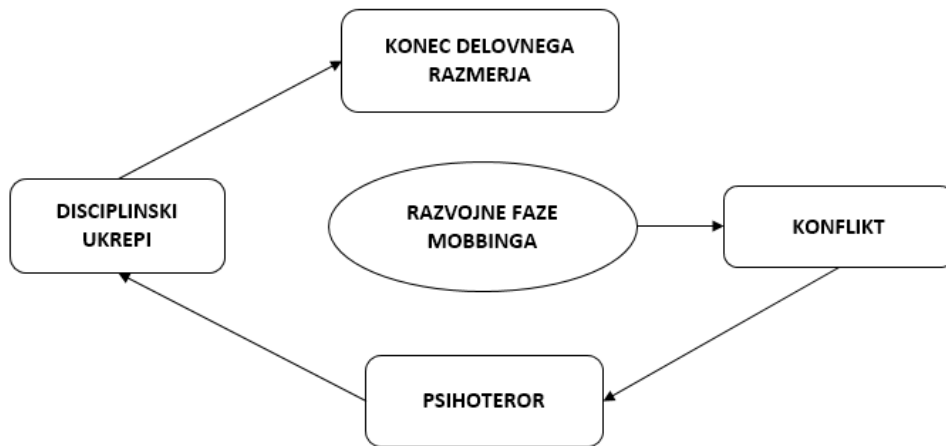 KONEC DELOVNEGA
RAZMERJA
DISCIPLINSKI
UKREPI
RAZVOJNE FAZE
MOBBINGA
KONFLIKT
PSIHOTEROR